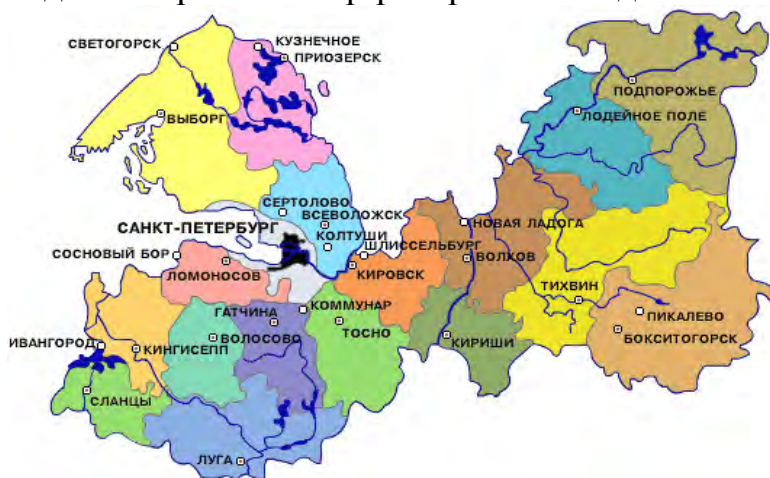 СВЕТОГОРСК
КУЗНЕЧНОЕ
ПРИОЗЕРСК
ПОДПОРОЖЬЕ
ВЫБОРГ
ЛОДЕЙНОЕ ПОЛЕ
СЕРТОЛОВО
ВСЕВОЛОЖСК
САНКТ-ПЕТЕРБУРГ
КОЛТУШИ
НОВАЯ ЛАДОГА
СОСНОВЫЙ БОР
ШЛИССЕЛЬБУРГ
ВОЛХОВ
ЛОМОНОСОВ
КИРОВСК
ТИХВИН
КОММУНАР
ГАТЧИНА
ПИКАЛЕВО
ТОСНО
БОКСИТОГОРСК
ИВАНГОРОД
КИНГИСЕПП
ВОЛОСОВО
КИРИШИ
СЛАНЦЫ
ЛУГА